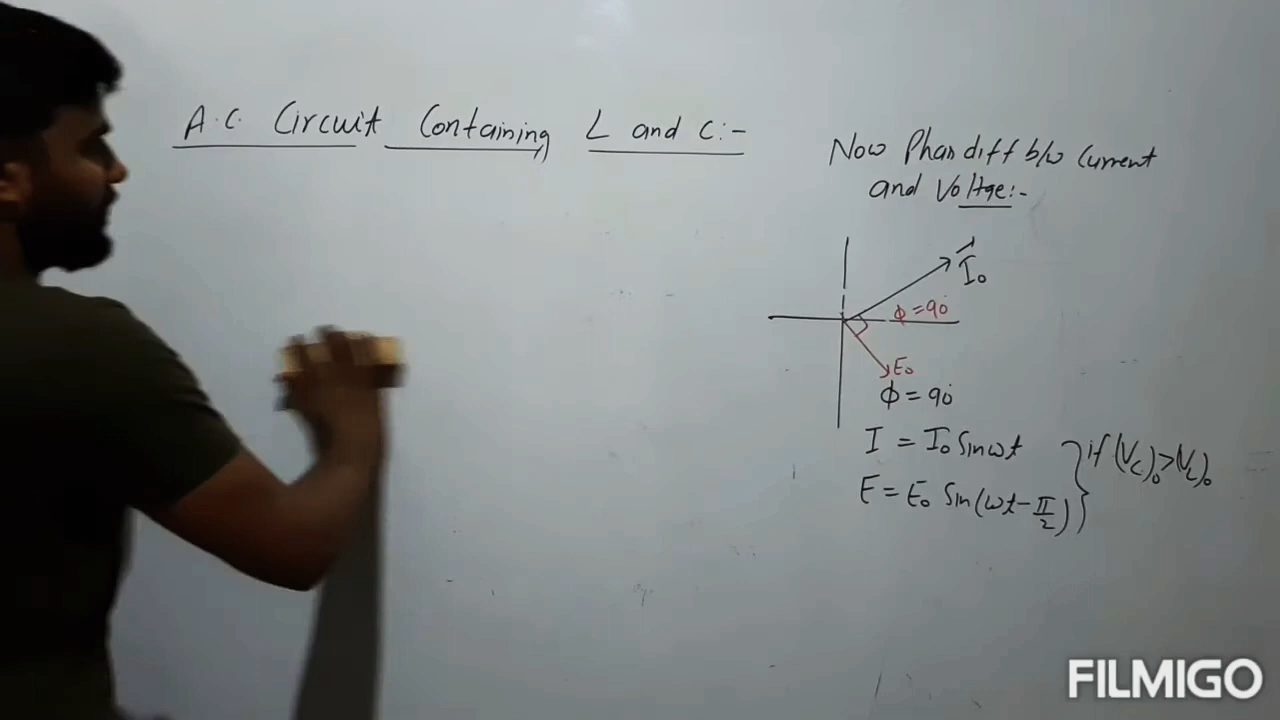 A.C. Circuit Containing L and C:-
Now Phase diff b/w Current
and Voltge:-
I₀
ϕ = 90°
E₀
ϕ = 90°
I = I₀ Sinωt
E = E₀ Sin(ωt - π/2)
if (V_C)₀ > (V_L)₀
FILMIGO